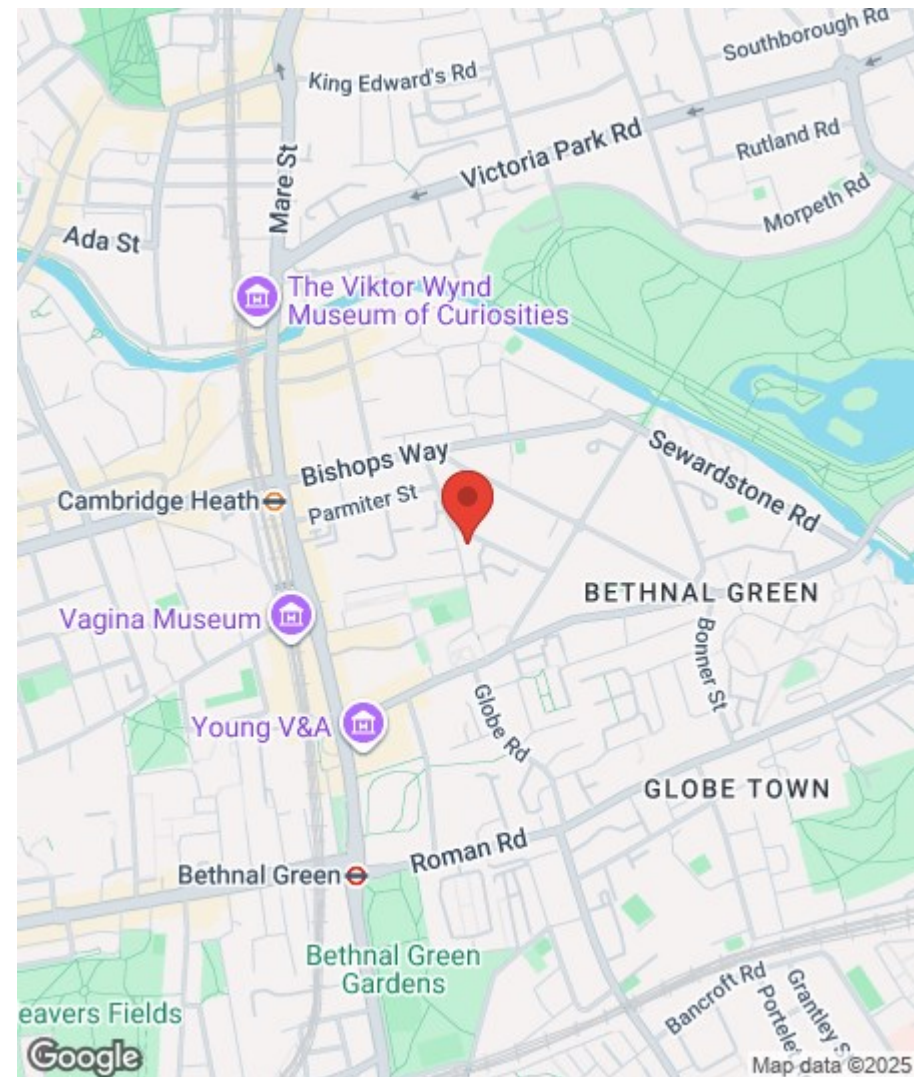 Southborough Rd
King Edward's Rd
Mare St
Victoria Park Rd
Rutland Rd
Morpeth Rd
Ada St
The Viktor Wynd
Museum of Curiosities
Bishops Way
Sewardstone Rd
Cambridge Heath
Parmiter St
BETHNAL GREEN
Vagina Museum
Bonner St
Globe Rd
Young V&A
GLOBE TOWN
Roman Rd
Bethnal Green
Bethnal Green
Gardens
eavers Fields
Bancroft Rd
Portelet
Grantley S
Google
Map data ©2025